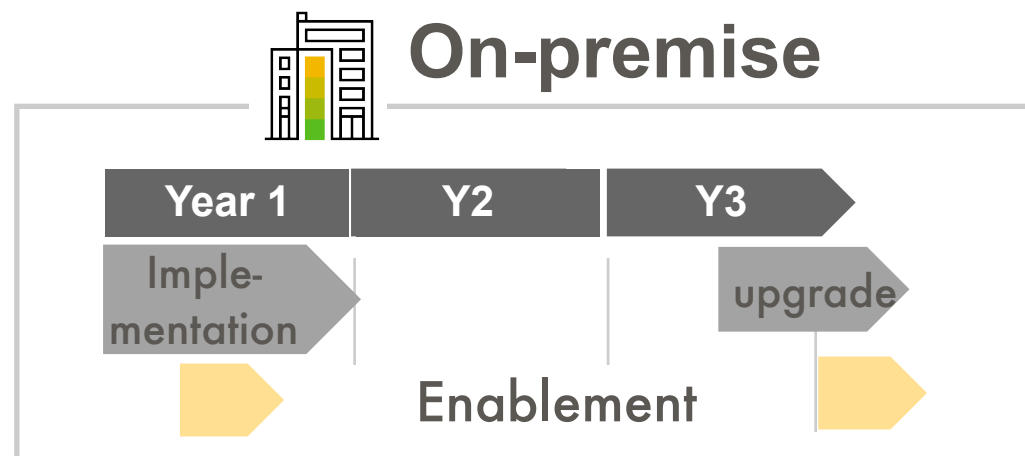 On-premise
Year 1 Y2 Y3
Imple-
mentation
upgrade
Enablement